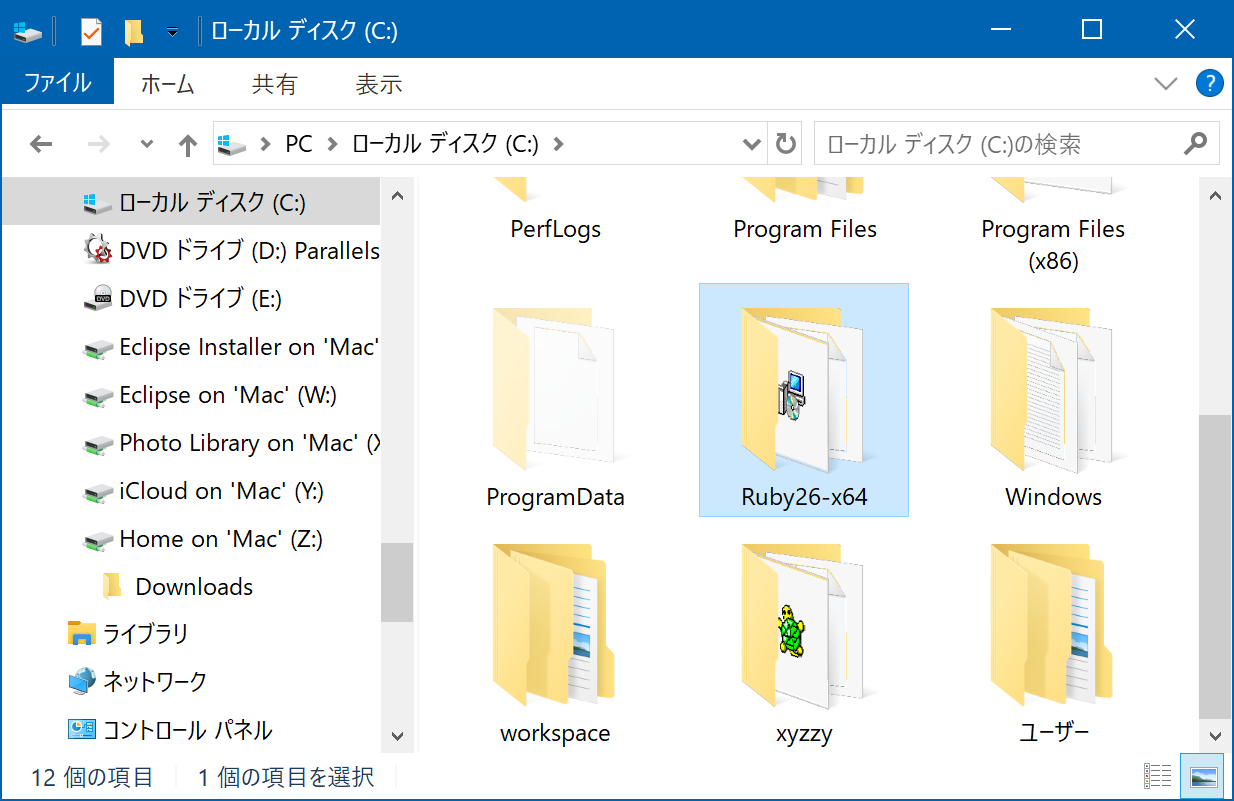 ローカル ディスク (C:)
ファイル ホーム 共有 表示
PC ローカル ディスク (C:) ローカル ディスク (C:)の検索
ローカル ディスク (C:)
DVD ドライブ (D:) Parallels
DVD ドライブ (E:)
Eclipse Installer on 'Mac'
Eclipse on 'Mac' (W:)
Photo Library on 'Mac' (X
iCloud on 'Mac' (Y:)
Home on 'Mac' (Z:)
Downloads
ライブラリ
ネットワーク
コントロール パネル
PerfLogs Program Files Program Files
(x86)
ProgramData Ruby26-x64 Windows
workspace xyzzy ユーザー
12 個の項目 1 個の項目を選択